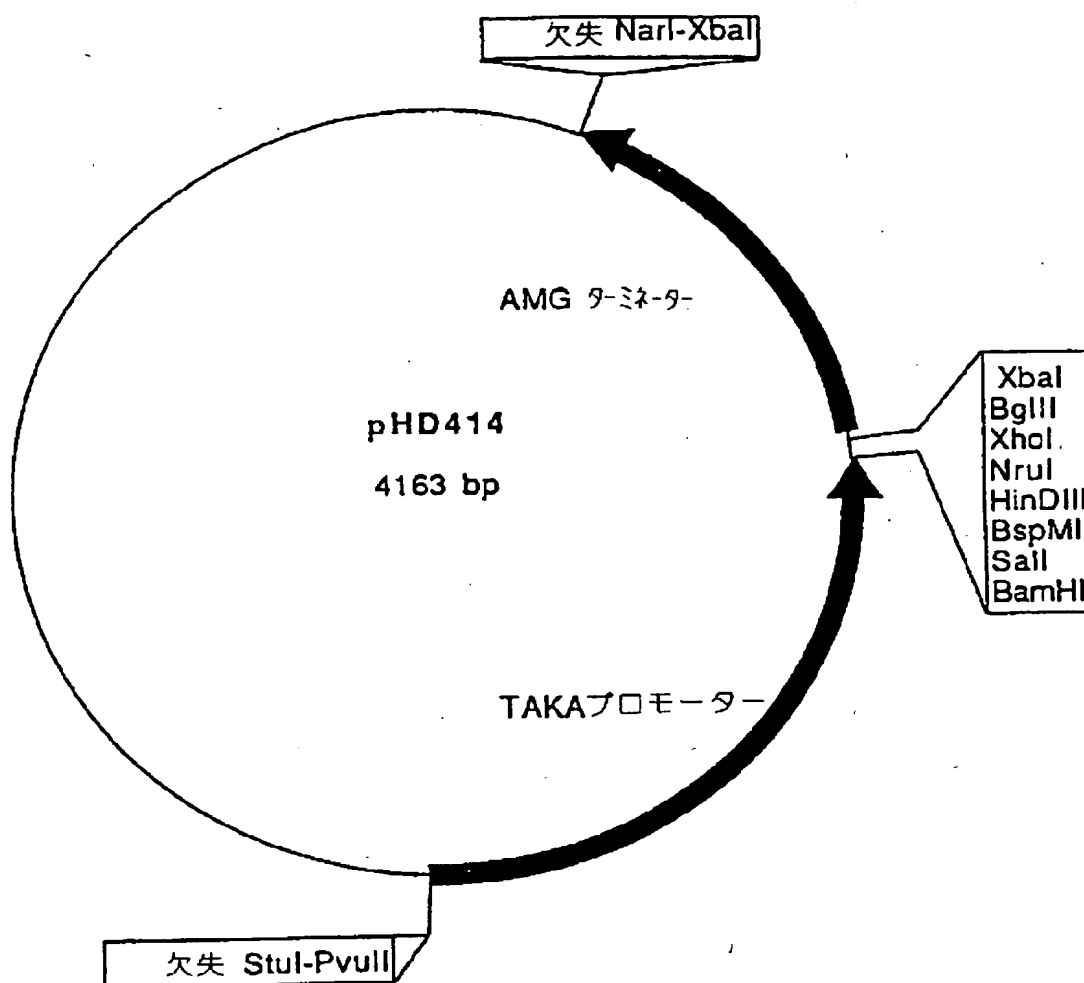 欠失 NarI-XbaI
AMG ターミネーター
pHD414
4163 bp
XbaI
BglII
XhoI
NruI
HinDIII
BspMI
SalI
BamHI
TAKAプロモーター
欠失 StuI-PvuII